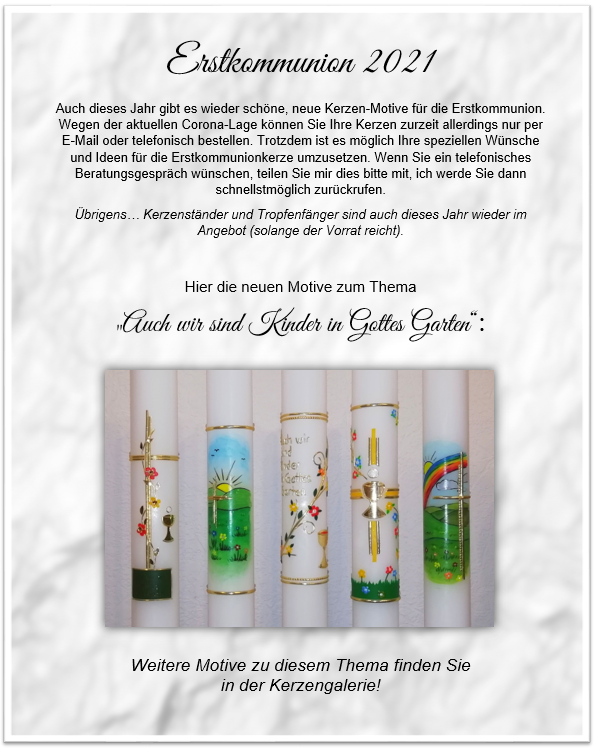 Erstkommunion 2021
Auch dieses Jahr gibt es wieder schöne, neue Kerzen-Motive für die Erstkommunion.
Wegen der aktuellen Corona-Lage können Sie Ihre Kerzen zurzeit allerdings nur per
E-Mail oder telefonisch bestellen. Trotzdem ist es möglich Ihre speziellen Wünsche
und Ideen für die Erstkommunionkerze umzusetzen. Wenn Sie ein telefonisches
Beratungsgespräch wünschen, teilen Sie mir dies bitte mit, ich werde Sie dann
schnellstmöglich zurückrufen.
Übrigens… Kerzenständer und Tropfenfänger sind auch dieses Jahr wieder im
Angebot (solange der Vorrat reicht).
Hier die neuen Motive zum Thema
„Auch wir sind Kinder in Gottes Garten“:
wir
Weitere Motive zu diesem Thema finden Sie
in der Kerzengalerie!